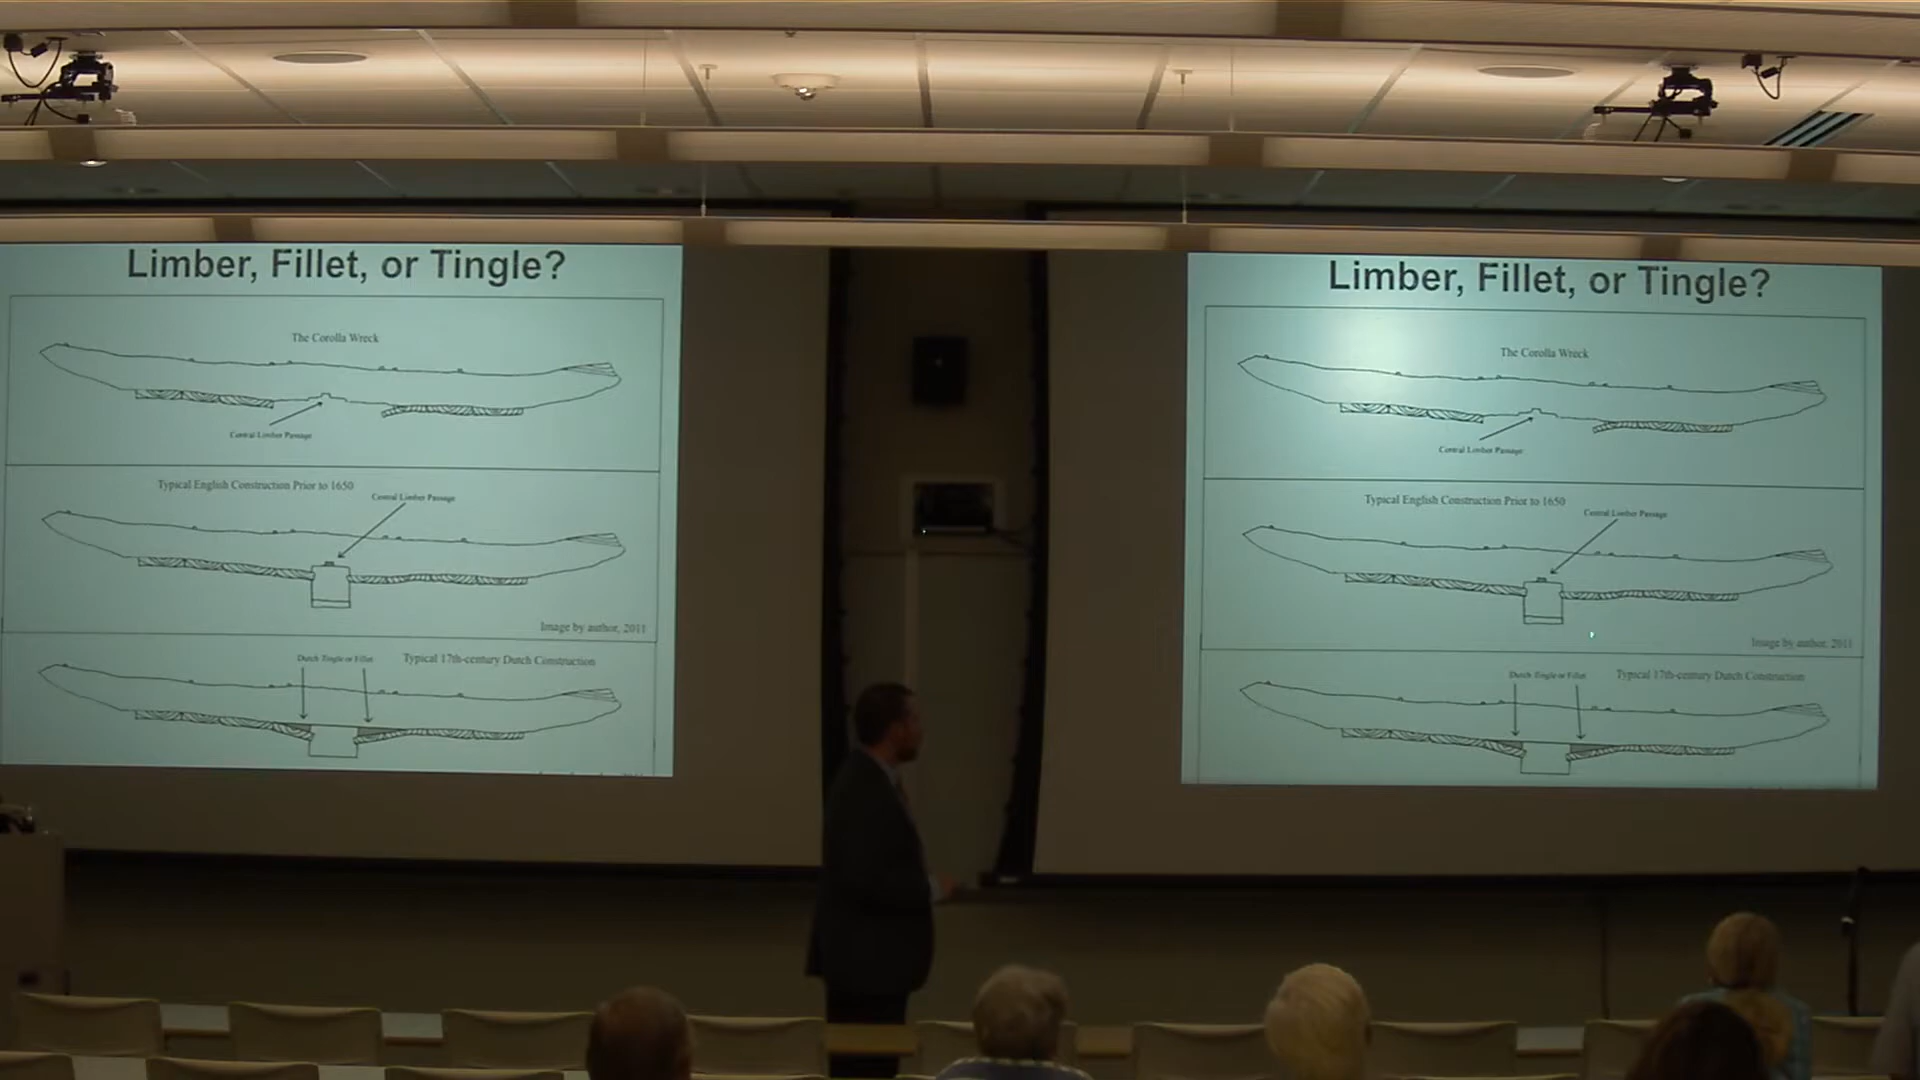 Limber, Fillet, or Tingle?
The Corolla Wreck
Central Limber Passage
Typical English Construction Prior to 1650
Central Limber Passage
Image by author, 2011
Dutch Tingle or Fillet
Typical 17th-century Dutch Construction
Limber, Fillet, or Tingle?
The Corolla Wreck
Central Limber Passage
Typical English Construction Prior to 1650
Central Limber Passage
Image by author, 2011
Dutch Tingle or Fillet
Typical 17th-century Dutch Construction